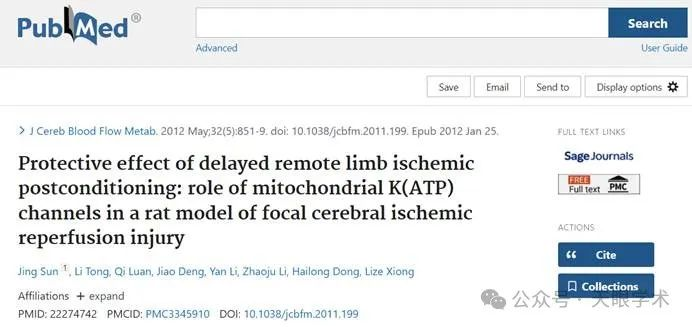 PubMed®
Search
Advanced
User Guide
Save
Email
Send to
Display options
J Cereb Blood Flow Metab. 2012 May;32(5):851-9. doi: 10.1038/jcbfm.2011.199. Epub 2012 Jan 25.
Protective effect of delayed remote limb ischemic
postconditioning: role of mitochondrial K(ATP)
channels in a rat model of focal cerebral ischemic
reperfusion injury
Jing Sun 1, Li Tong, Qi Luan, Jiao Deng, Yan Li, Zhaoju Li, Hailong Dong, Lize Xiong
Affiliations + expand
PMID: 22274742 PMCID: PMC3345910 DOI: 10.1038/jcbfm.2011.199
FULL TEXT LINKS
Sage Journals
FREE
Full text
PMC
ACTIONS
Cite
Collections
公众号·天眼学术